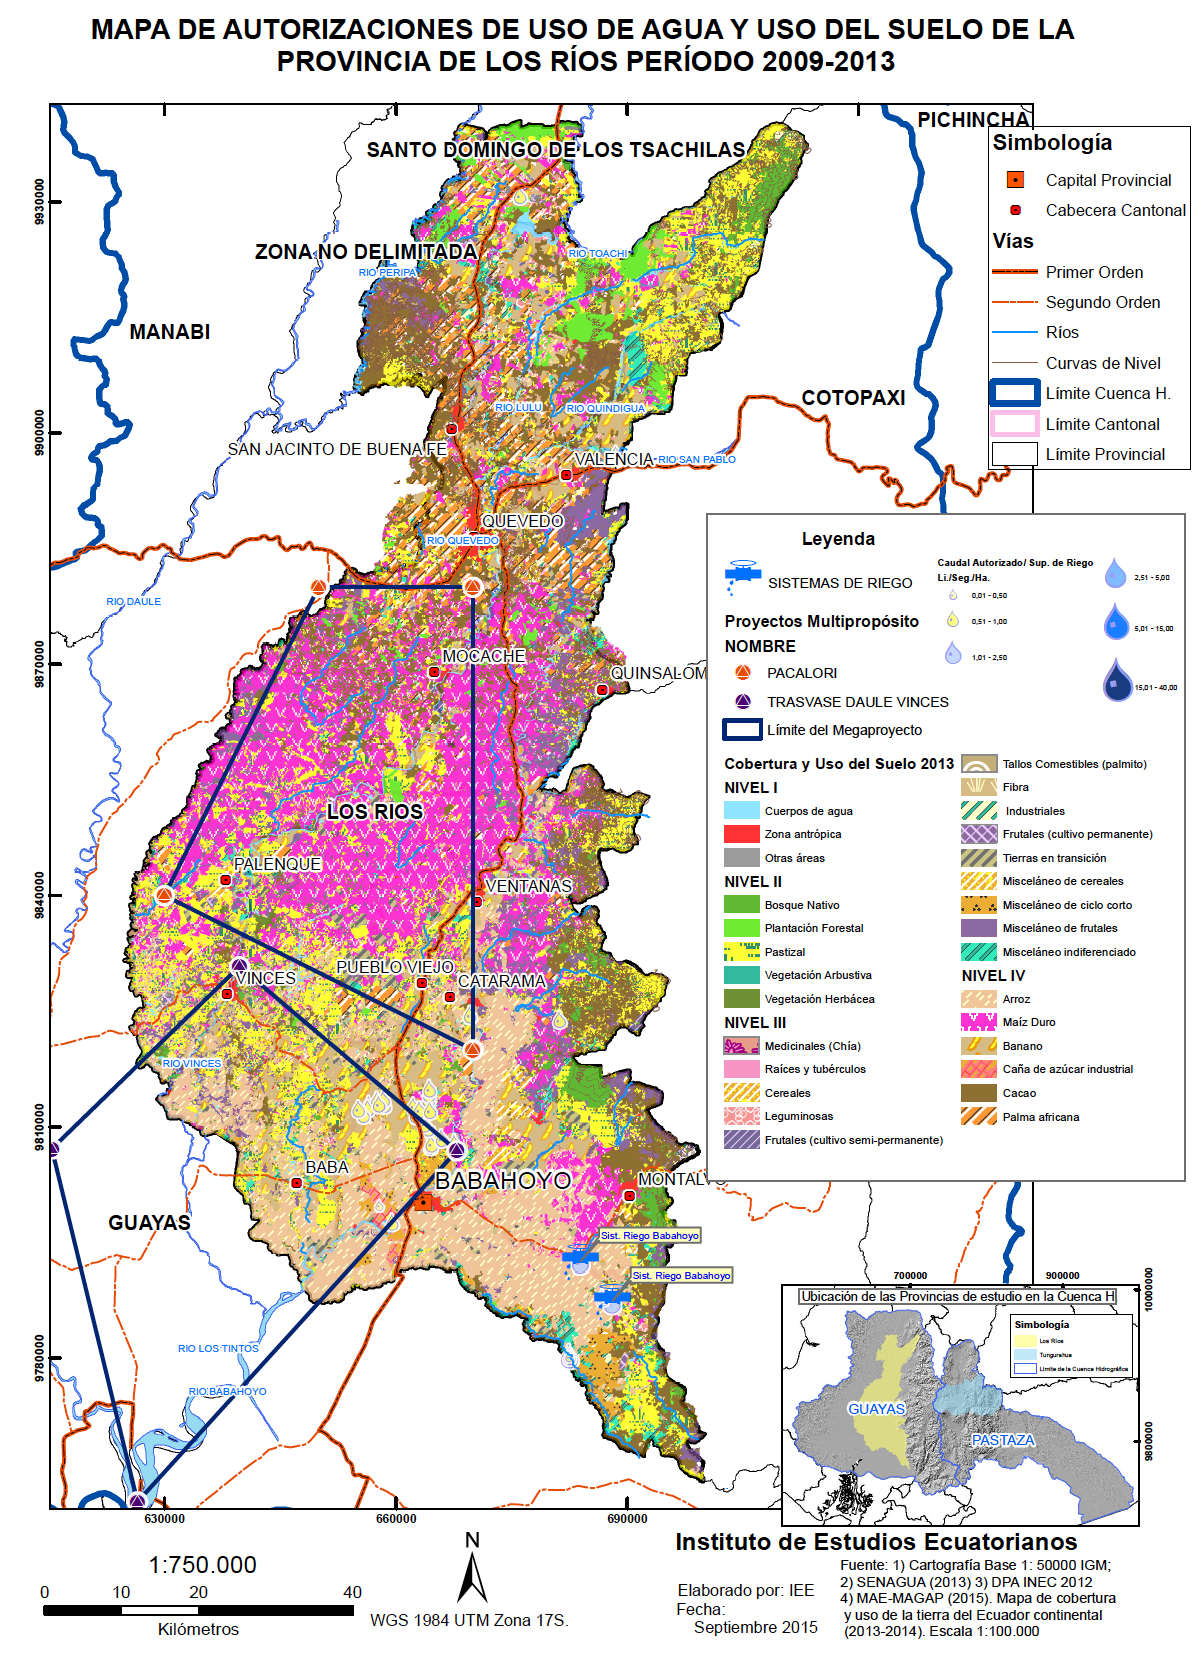 MAPA DE AUTORIZACIONES DE USO DE AGUA Y USO DEL SUELO DE LA
PROVINCIA DE LOS RÍOS PERÍODO 2009-2013
PICHINCHA
SANTO DOMINGO DE LOS TSACHILAS
ZONA NO DELIMITADA
RIO TOACHI
RIO PERIPA
MANABI
COTOPAXI
RIO LULU
RIO QUINDIGUA
SAN JACINTO DE BUENA FE
VALENCIA
RIO SAN PABLO
QUEVEDO
RIO QUEVEDO
RIO DAULE
MOCACHE
QUINSALOM
LOS RIOS
PALENQUE
VENTANAS
PUEBLO VIEJO
CATARAMA
VINCES
RIO VINCES
BABA
BABAHOYO
MONTALV
GUAYAS
Sist. Riego Babahoyo
Sist. Riego Babahoyo
RIO LOS TINTOS
RIO BABAHOYO
9930000
9900000
9870000
9840000
9810000
9780000
630000
660000
690000
Simbología
Capital Provincial
Cabecera Cantonal
Vías
Primer Orden
Segundo Orden
Ríos
Curvas de Nivel
Límite Cuenca H.
Límite Cantonal
Límite Provincial
Leyenda
SISTEMAS DE RIEGO
Proyectos Multipropósito
NOMBRE
PACALORI
TRASVASE DAULE VINCES
Límite del Megaproyecto
Caudal Autorizado/ Sup. de Riego
Li./Seg./Ha.
0,01 - 0,50
0,51 - 1,00
1,01 - 2,50
2,51 - 5,00
5,01 - 15,00
15,01 - 40,00
Cobertura y Uso del Suelo 2013
NIVEL I
Cuerpos de agua
Zona antrópica
Otras áreas
NIVEL II
Bosque Nativo
Plantación Forestal
Pastizal
Vegetación Arbustiva
Vegetación Herbácea
NIVEL III
Medicinales (Chía)
Raíces y tubérculos
Cereales
Leguminosas
Frutales (cultivo semi-permanente)
Tallos Comestibles (palmito)
Fibra
Industriales
Frutales (cultivo permanente)
Tierras en transición
Misceláneo de cereales
Misceláneo de ciclo corto
Misceláneo de frutales
Misceláneo indiferenciado
NIVEL IV
Arroz
Maíz Duro
Banano
Caña de azúcar industrial
Cacao
Palma africana
700000
900000
10000000
9800000
Ubicación de las Provincias de estudio en la Cuenca H
Simbología
Los Ríos
Tungurahua
Límite de la Cuenca Hidrográfica
GUAYAS
PASTAZA
1:750.000
0 10 20 40
Kilómetros
N
WGS 1984 UTM Zona 17S.
Instituto de Estudios Ecuatorianos
Elaborado por: IEE
Fecha:
Septiembre 2015
Fuente: 1) Cartografía Base 1: 50000 IGM;
2) SENAGUA (2013) 3) DPA INEC 2012
4) MAE-MAGAP (2015). Mapa de cobertura
y uso de la tierra del Ecuador continental
(2013-2014). Escala 1:100.000